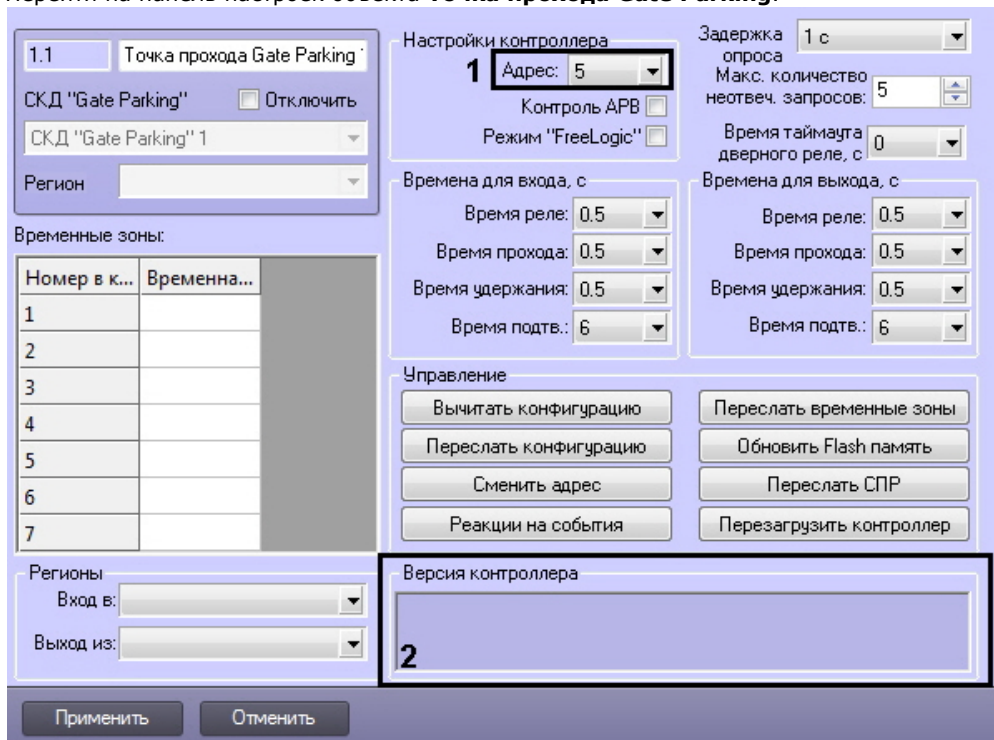 Перейти на панель настроек объекта Точка прохода Gate Parking.
1.1 Точка прохода Gate Parking
СКД "Gate Parking" Отключить
СКД "Gate Parking" 1
Регион
Временные зоны:
Номер в к... Временна...
1
2
3
4
5
6
7
Регионы
Вход в:
Выход из:
Настройки контроллера
1 Адрес: 5
Контроль APB
Режим "FreeLogic"
Задержка опроса 1 с
Макс. количество
неотвеч. запросов: 5
Время таймаута
дверного реле, с 0
Времена для входа, с
Время реле: 0.5
Время прохода: 0.5
Время удержания: 0.5
Время подтв.: 6
Времена для выхода, с
Время реле: 0.5
Время прохода: 0.5
Время удержания: 0.5
Время подтв.: 6
Управление
Вычитать конфигурацию Переслать временные зоны
Переслать конфигурацию Обновить Flash память
Сменить адрес Переслать СПР
Реакции на события Перезагрузить контроллер
Версия контроллера
2
Применить Отменить